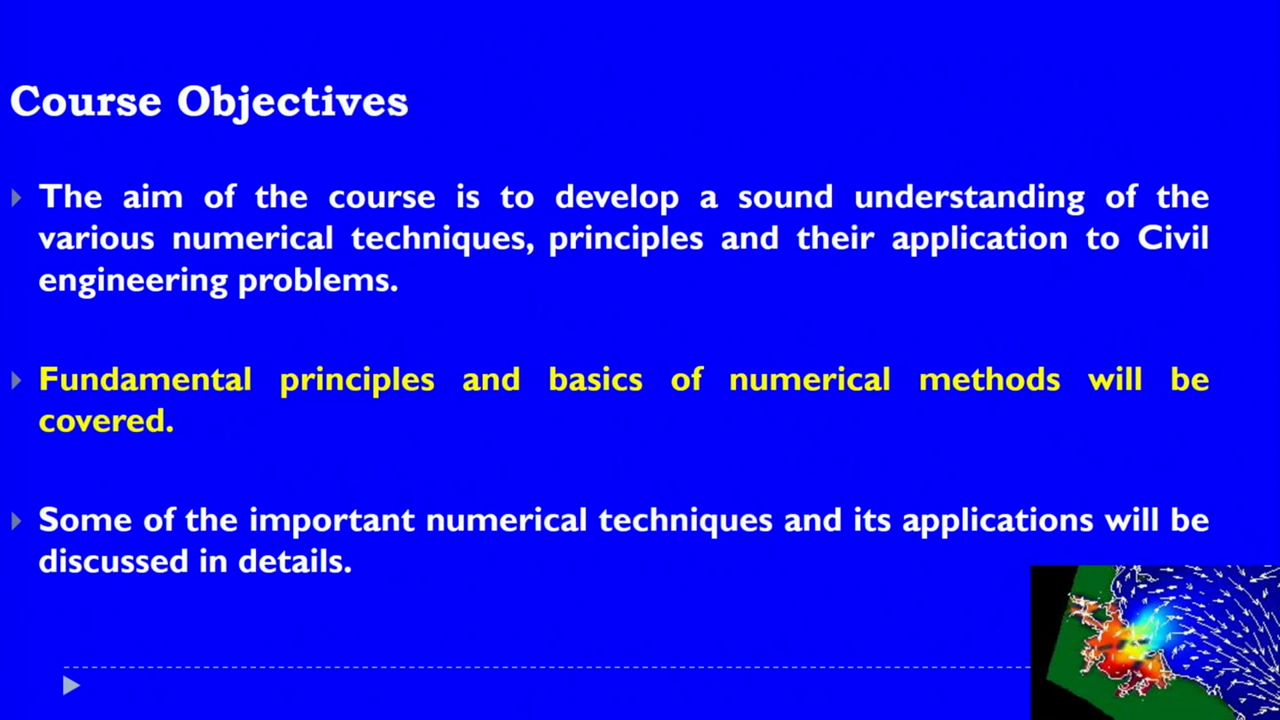 Course Objectives
The aim of the course is to develop a sound understanding of the
various numerical techniques, principles and their application to Civil
engineering problems.
Fundamental principles and basics of numerical methods will be
covered.
Some of the important numerical techniques and its applications will be
discussed in details.